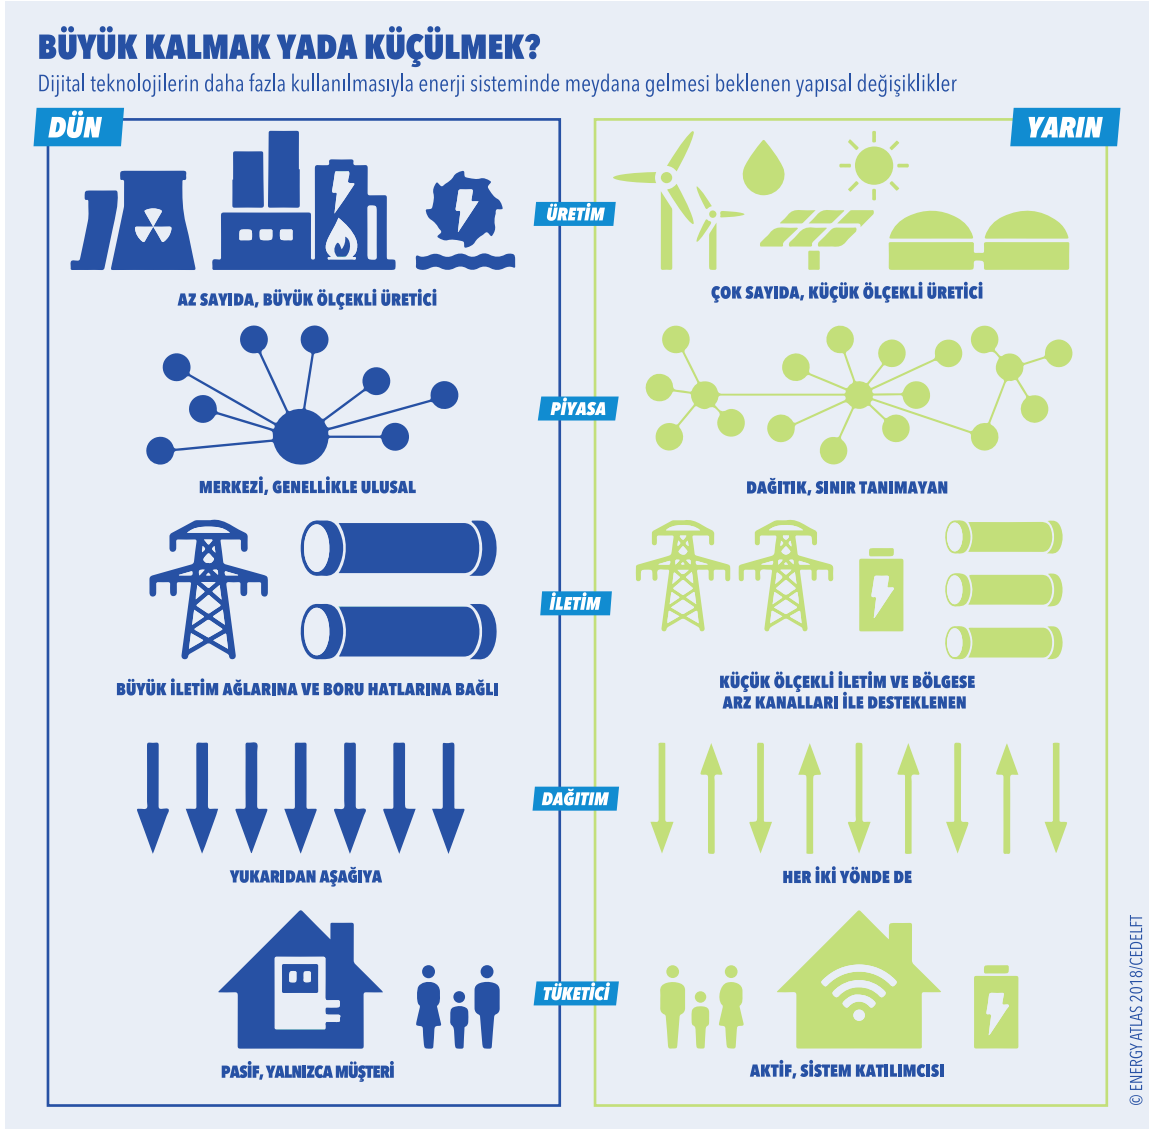 BÜYÜK KALMAK YADA KÜÇÜLMEK?
Dijital teknolojilerin daha fazla kullanılmasıyla enerji sisteminde meydana gelmesi beklenen yapısal değişiklikler
DÜN
YARIN
ÜRETİM
AZ SAYIDA, BÜYÜK ÖLÇEKLİ ÜRETİCİ
ÇOK SAYIDA, KÜÇÜK ÖLÇEKLİ ÜRETİCİ
PİYASA
MERKEZİ, GENELLİKLE ULUSAL
DAĞITIK, SINIR TANIMAYAN
İLETİM
BÜYÜK İLETİM AĞLARINA VE BORU HATLARINA BAĞLI
KÜÇÜK ÖLÇEKLİ İLETİM VE BÖLGESE
ARZ KANALLARI İLE DESTEKLENEN
DAĞITIM
YUKARIDAN AŞAĞIYA
HER İKİ YÖNDE DE
TÜKETİCİ
PASİF, YALNIZCA MÜŞTERİ
AKTİF, SİSTEM KATILIMCISI
© ENERGY ATLAS 2018/CEDELFT